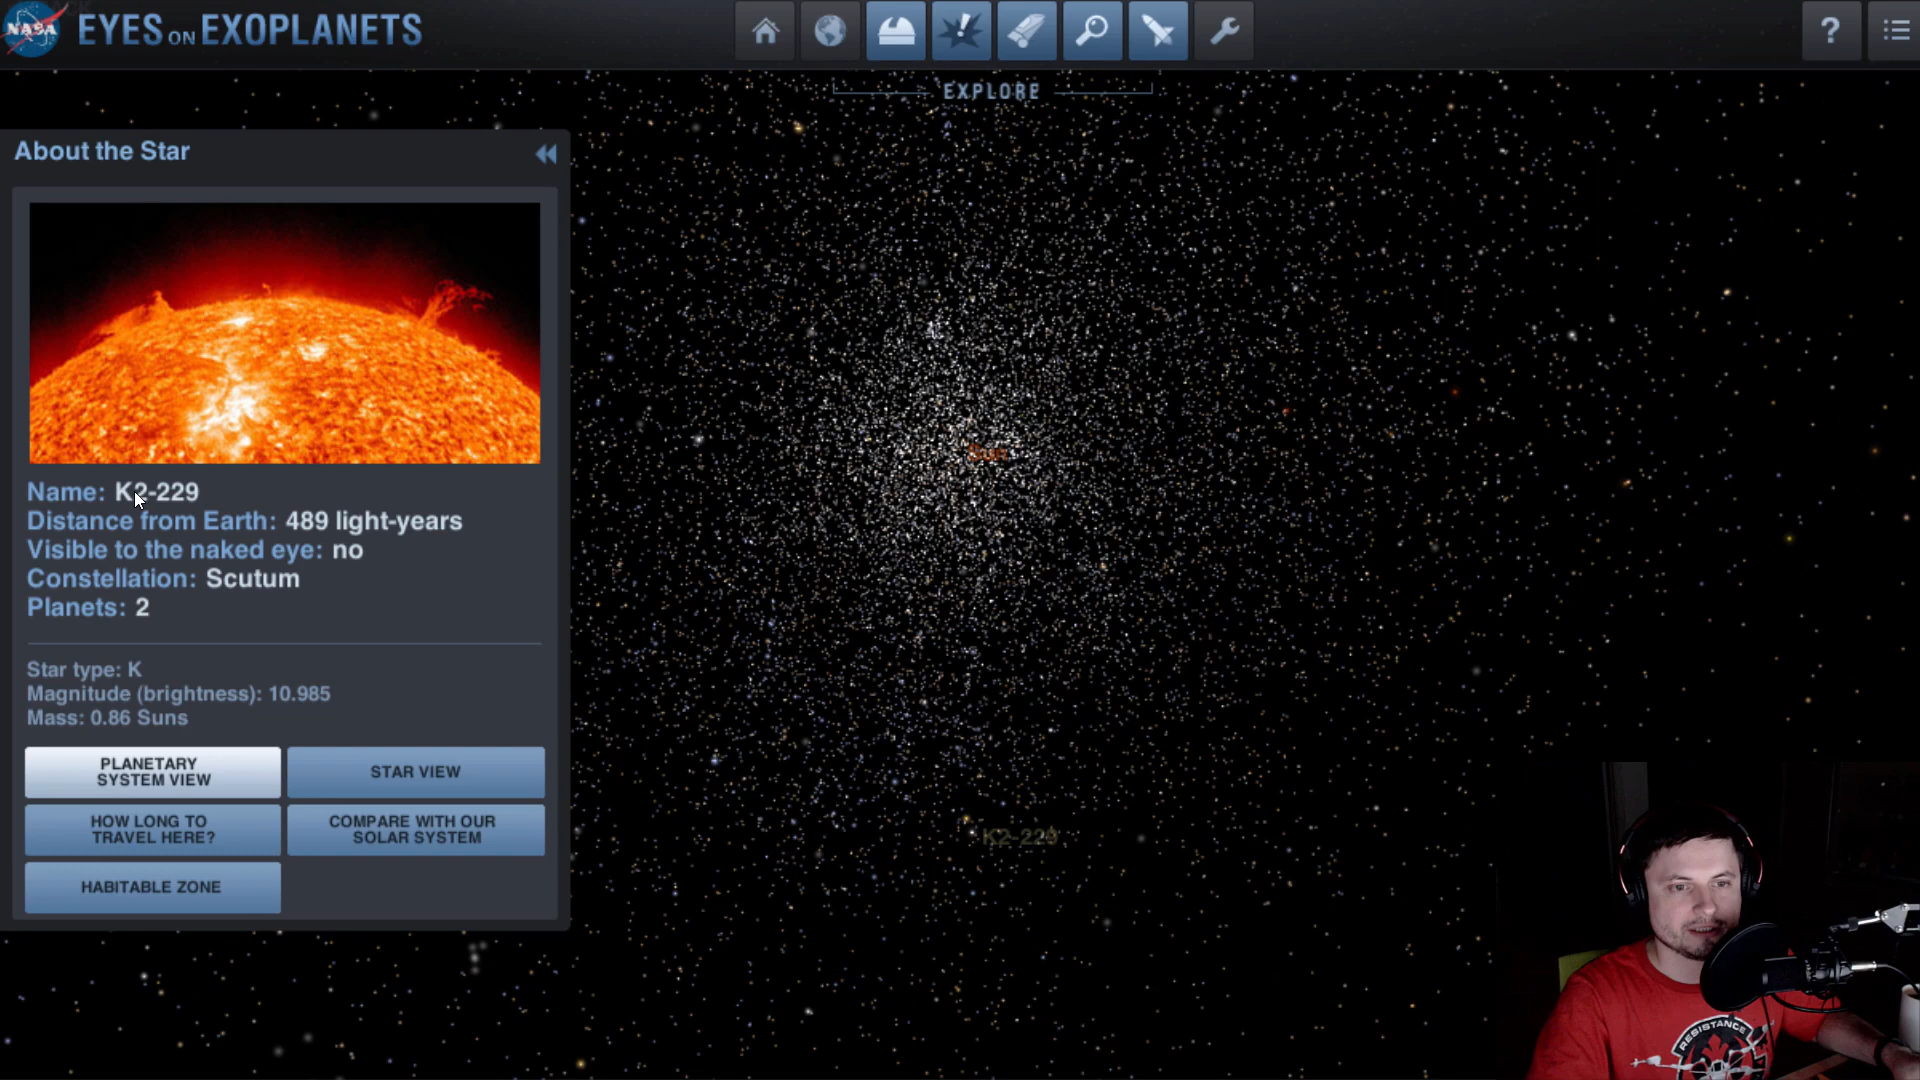 NASA EYES ON EXOPLANETS
?
EXPLORE
About the Star
Sun
Name: K2-229
Distance from Earth: 489 light-years
Visible to the naked eye: no
Constellation: Scutum
Planets: 2
Star type: K
Magnitude (brightness): 10.985
Mass: 0.86 Suns
PLANETARY SYSTEM VIEW
STAR VIEW
HOW LONG TO TRAVEL HERE?
COMPARE WITH OUR SOLAR SYSTEM
HABITABLE ZONE
K2-229
RESISTANCE